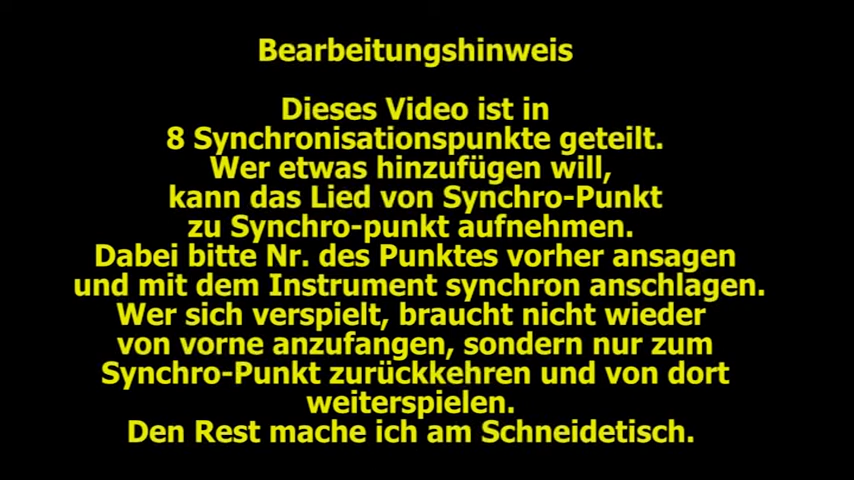 Bearbeitungshinweis
Dieses Video ist in
8 Synchronisationspunkte geteilt.
Wer etwas hinzufügen will,
kann das Lied von Synchro-Punkt
zu Synchro-punkt aufnehmen.
Dabei bitte Nr. des Punktes vorher ansagen
und mit dem Instrument synchron anschlagen.
Wer sich verspielt, braucht nicht wieder
von vorne anzufangen, sondern nur zum
Synchro-Punkt zurückkehren und von dort
weiterspielen.
Den Rest mache ich am Schneidetisch.